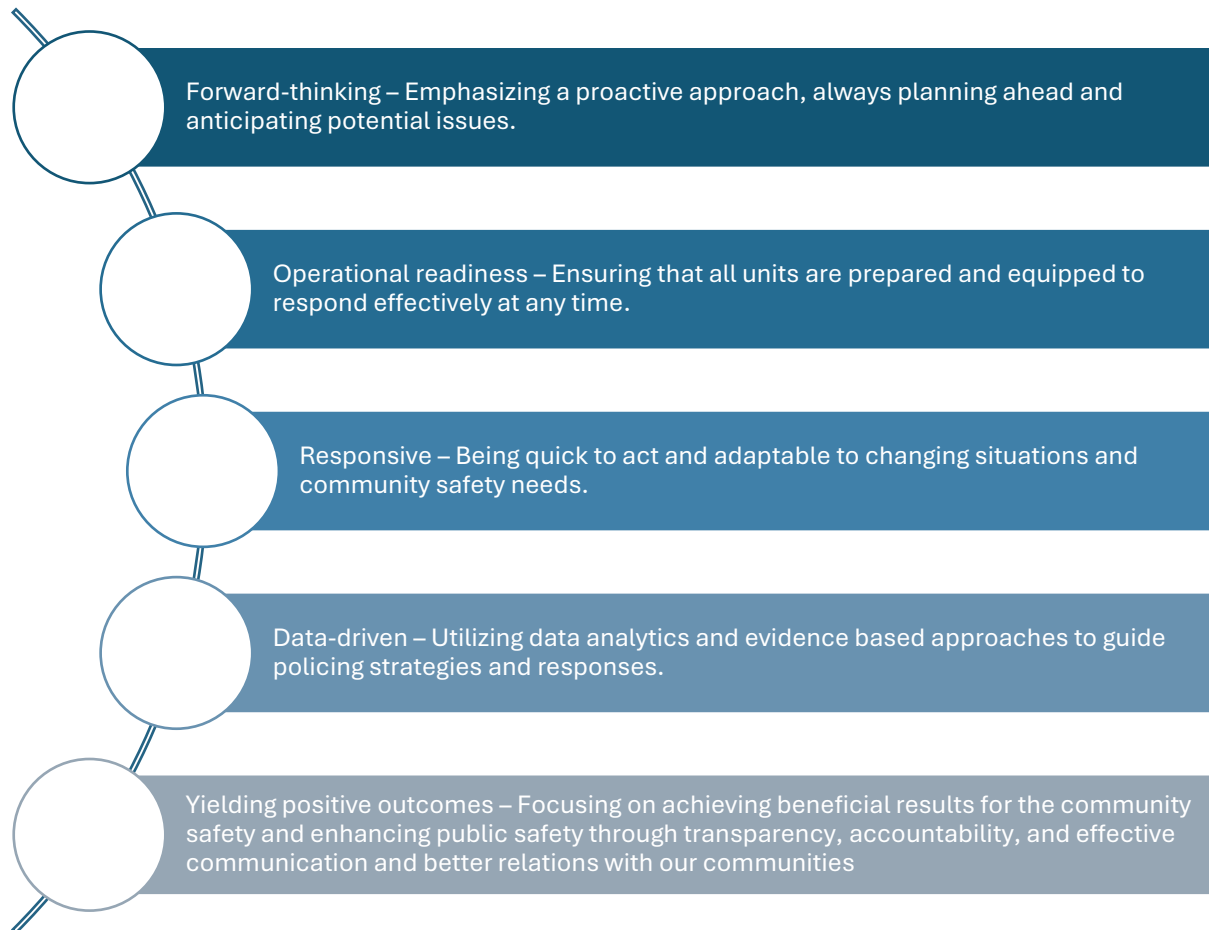 Forward-thinking – Emphasizing a proactive approach, always planning ahead and
anticipating potential issues.
Operational readiness – Ensuring that all units are prepared and equipped to
respond effectively at any time.
Responsive – Being quick to act and adaptable to changing situations and
community safety needs.
Data-driven – Utilizing data analytics and evidence based approaches to guide
policing strategies and responses.
Yielding positive outcomes – Focusing on achieving beneficial results for the community
safety and enhancing public safety through transparency, accountability, and effective
communication and better relations with our communities